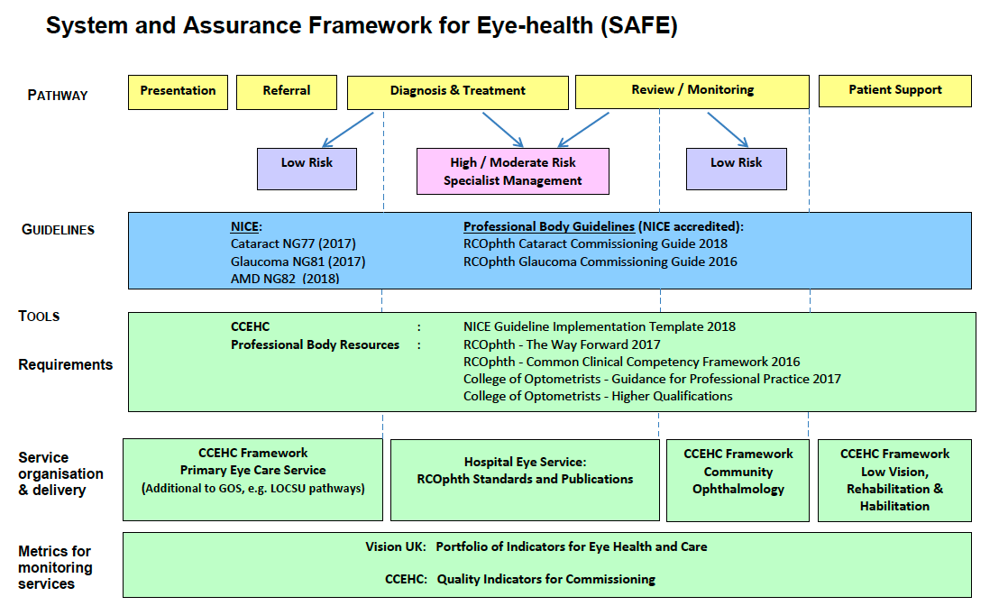 System and Assurance Framework for Eye-health (SAFE)
PATHWAY
Presentation
Referral
Diagnosis & Treatment
Review / Monitoring
Patient Support
Low Risk
High / Moderate Risk
Specialist Management
Low Risk
GUIDELINES
NICE:
Cataract NG77 (2017)
Glaucoma NG81 (2017)
AMD NG82 (2018)
Professional Body Guidelines (NICE accredited):
RCOphth Cataract Commissioning Guide 2018
RCOphth Glaucoma Commissioning Guide 2016
TOOLS
Requirements
CCEHC : NICE Guideline Implementation Template 2018
Professional Body Resources : RCOphth - The Way Forward 2017
RCOphth - Common Clinical Competency Framework 2016
College of Optometrists - Guidance for Professional Practice 2017
College of Optometrists - Higher Qualifications
Service
organisation
& delivery
CCEHC Framework
Primary Eye Care Service
(Additional to GOS, e.g. LOCSU pathways)
Hospital Eye Service:
RCOphth Standards and Publications
CCEHC Framework
Community
Ophthalmology
CCEHC Framework
Low Vision,
Rehabilitation &
Habilitation
Metrics for
monitoring
services
Vision UK: Portfolio of Indicators for Eye Health and Care
CCEHC: Quality Indicators for Commissioning